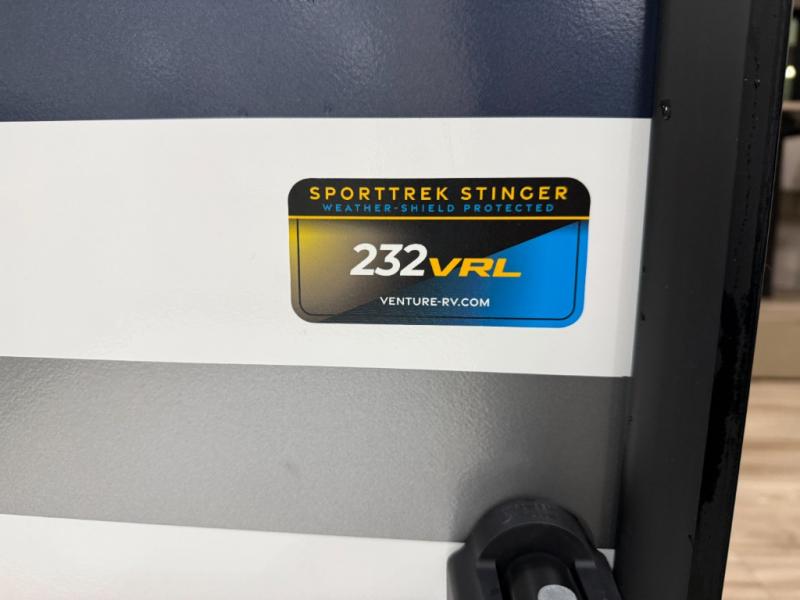 SPORTTREK STINGER
WEATHER-SHIELD PROTECTED
232VRL
VENTURE-RV.COM